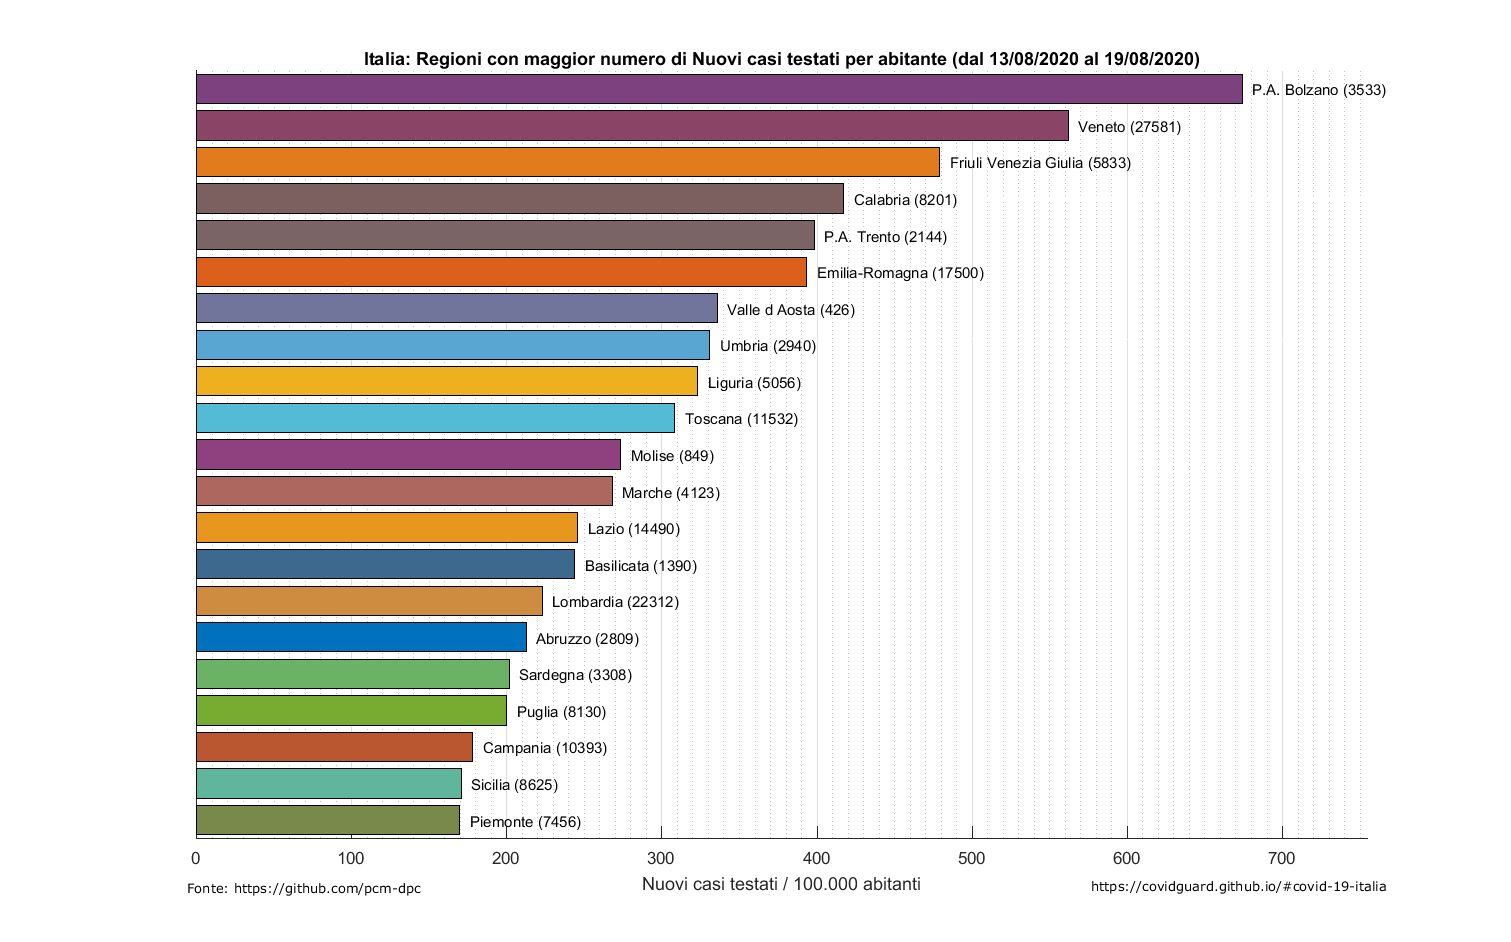 Italia: Regioni con maggior numero di Nuovi casi testati per abitante (dal 13/08/2020 al 19/08/2020)
P.A. Bolzano (3533)
Veneto (27581)
Friuli Venezia Giulia (5833)
Calabria (8201)
P.A. Trento (2144)
Emilia-Romagna (17500)
Valle d Aosta (426)
Umbria (2940)
Liguria (5056)
Toscana (11532)
Molise (849)
Marche (4123)
Lazio (14490)
Basilicata (1390)
Lombardia (22312)
Abruzzo (2809)
Sardegna (3308)
Puglia (8130)
Campania (10393)
Sicilia (8625)
Piemonte (7456)
0 100 200 300 400 500 600 700
Nuovi casi testati / 100.000 abitanti
Fonte: https://github.com/pcm-dpc
https://covidguard.github.io/#covid-19-italia